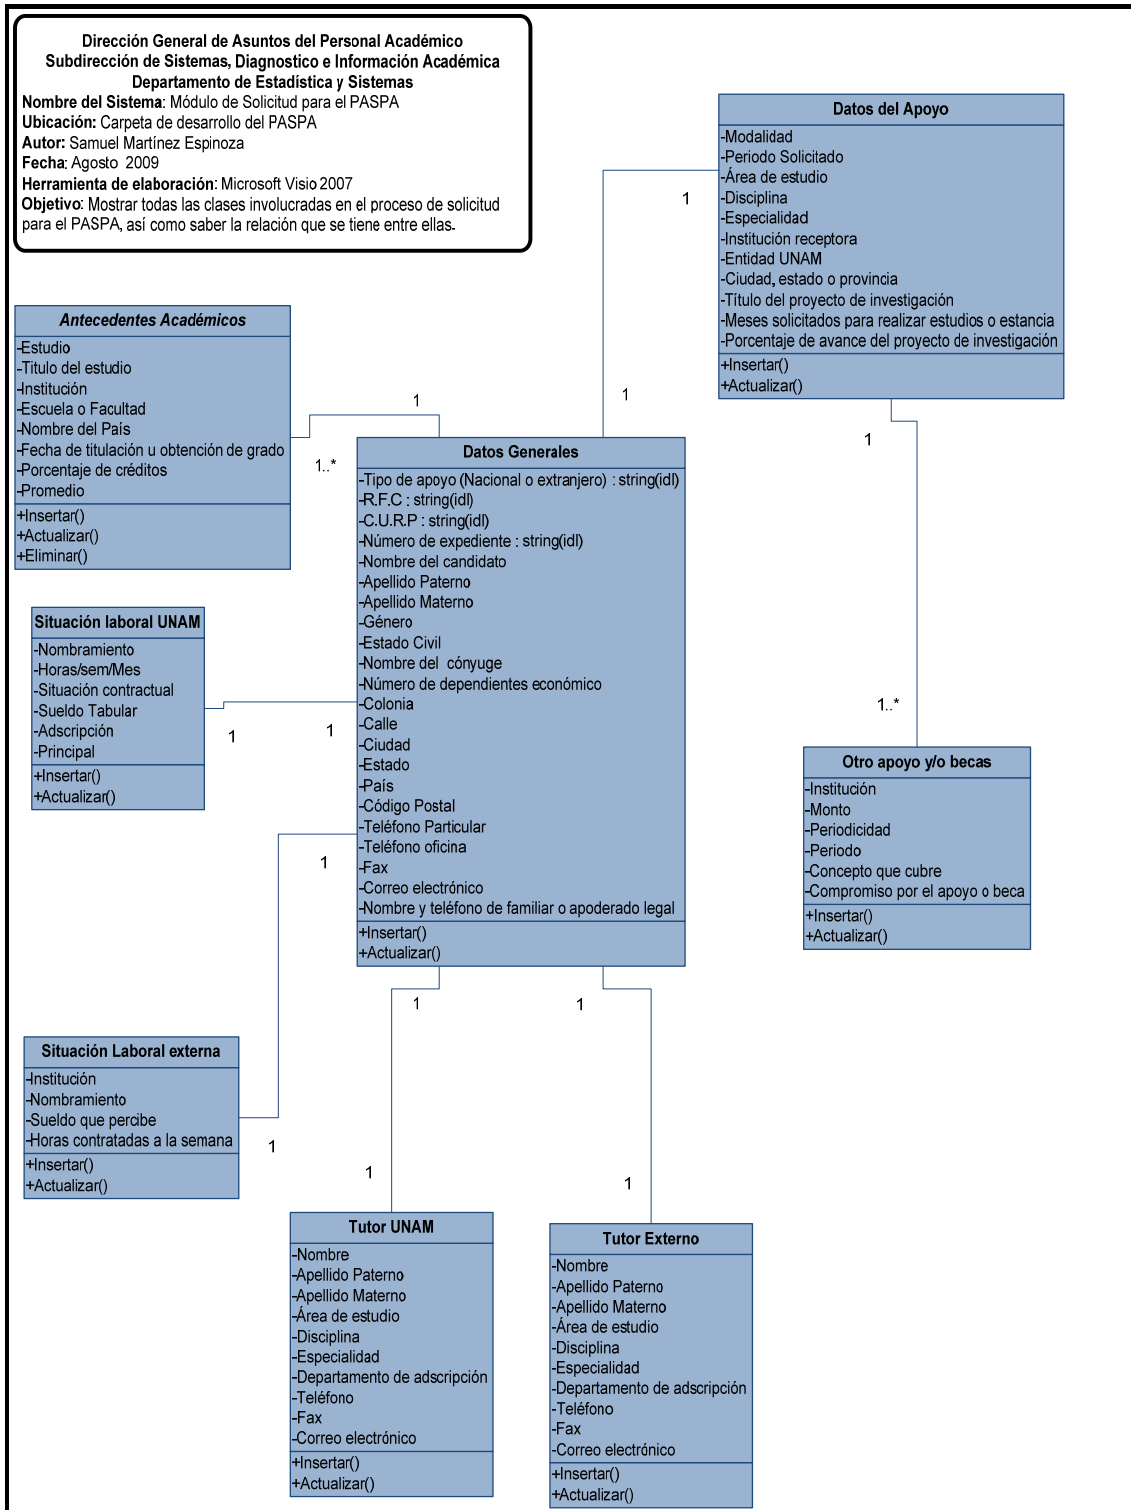 Dirección General de Asuntos del Personal Académico
Subdirección de Sistemas, Diagnostico e Información Académica
Departamento de Estadística y Sistemas
Nombre del Sistema: Módulo de Solicitud para el PASPA
Ubicación: Carpeta de desarrollo del PASPA
Autor: Samuel Martínez Espinoza
Fecha: Agosto 2009
Herramienta de elaboración: Microsoft Visio 2007
Objetivo: Mostrar todas las clases involucradas en el proceso de solicitud
para el PASPA, así como saber la relación que se tiene entre ellas.
Datos del Apoyo
-Modalidad
-Periodo Solicitado
-Área de estudio
-Disciplina
-Especialidad
-Institución receptora
-Entidad UNAM
-Ciudad, estado o provincia
-Título del proyecto de investigación
-Meses solicitados para realizar estudios o estancia
-Porcentaje de avance del proyecto de investigación
+Insertar()
+Actualizar()
1
1
1
1..*
Antecedentes Académicos
-Estudio
-Titulo del estudio
-Institución
-Escuela o Facultad
-Nombre del País
-Fecha de titulación u obtención de grado
-Porcentaje de créditos
-Promedio
+Insertar()
+Actualizar()
+Eliminar()
1
1..*
Datos Generales
-Tipo de apoyo (Nacional o extranjero) : string(idl)
-R.F.C : string(idl)
-C.U.R.P : string(idl)
-Número de expediente : string(idl)
-Nombre del candidato
-Apellido Paterno
-Apellido Materno
-Género
-Estado Civil
-Nombre del cónyuge
-Número de dependientes económico
-Colonia
-Calle
-Ciudad
-Estado
-País
-Código Postal
-Teléfono Particular
-Teléfono oficina
-Fax
-Correo electrónico
-Nombre y teléfono de familiar o apoderado legal
+Insertar()
+Actualizar()
Situación laboral UNAM
-Nombramiento
-Horas/sem/Mes
-Situación contractual
-Sueldo Tabular
-Adscripción
-Principal
+Insertar()
+Actualizar()
1
1
Otro apoyo y/o becas
-Institución
-Monto
-Periodicidad
-Periodo
-Concepto que cubre
-Compromiso por el apoyo o beca
+Insertar()
+Actualizar()
1
1
Situación Laboral externa
-Institución
-Nombramiento
-Sueldo que percibe
-Horas contratadas a la semana
+Insertar()
+Actualizar()
1
1
1
1
Tutor UNAM
-Nombre
-Apellido Paterno
-Apellido Materno
-Área de estudio
-Disciplina
-Especialidad
-Departamento de adscripción
-Teléfono
-Fax
-Correo electrónico
+Insertar()
+Actualizar()
Tutor Externo
-Nombre
-Apellido Paterno
-Apellido Materno
-Área de estudio
-Disciplina
-Especialidad
-Departamento de adscripción
-Teléfono
-Fax
-Correo electrónico
+Insertar()
+Actualizar()